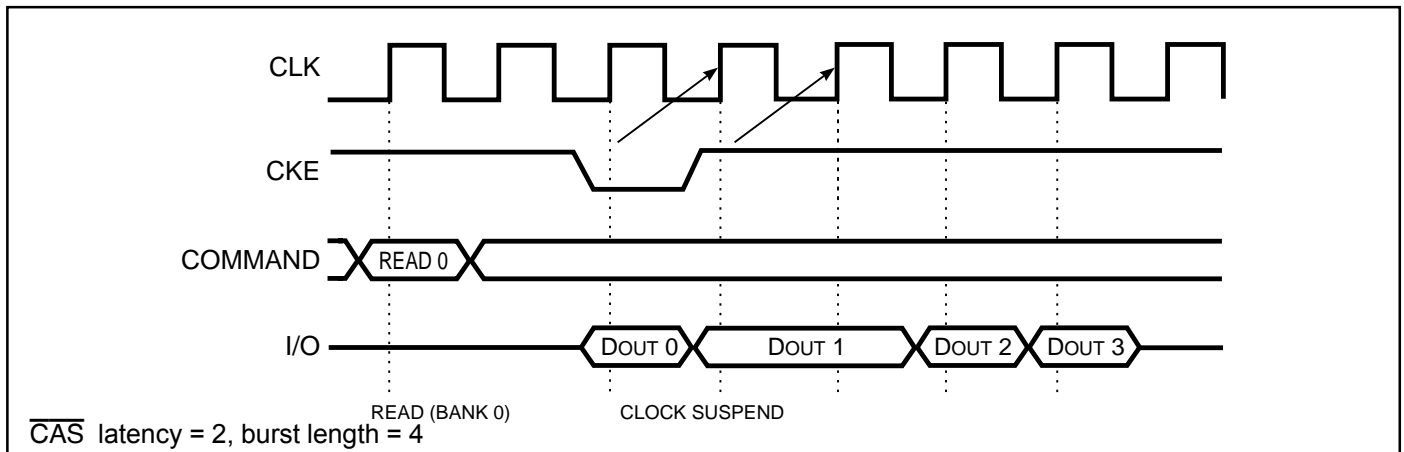 CLK
CKE
COMMAND
READ 0
I/O
DOUT 0
DOUT 1
DOUT 2
DOUT 3
READ (BANK 0)
CLOCK SUSPEND
C̅A̅S̅ latency = 2, burst length = 4